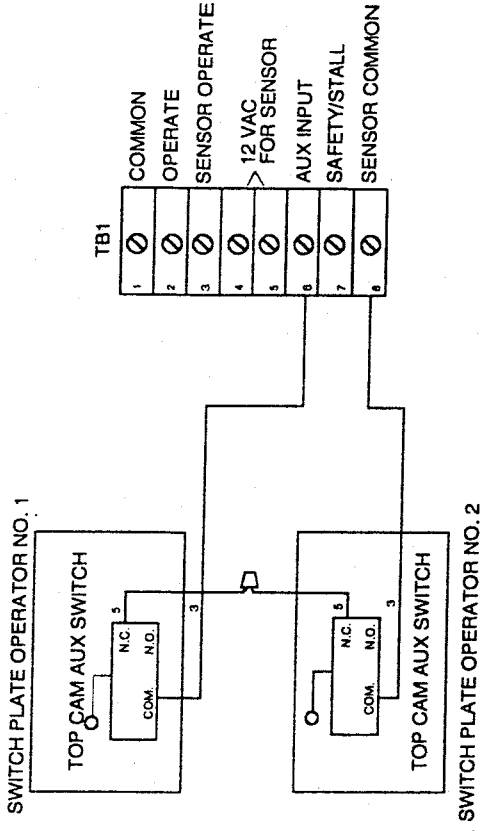 SWITCH PLATE OPERATOR NO. 1
TOP CAM AUX SWITCH
N.C.
5
COM.
N.O.
3
TB1
1 COMMON
2 OPERATE
3 SENSOR OPERATE
4
> 12 VAC
FOR SENSOR
5
6 AUX INPUT
7 SAFETY/STALL
8 SENSOR COMMON
N.C.
5
COM.
N.O.
3
TOP CAM AUX SWITCH
SWITCH PLATE OPERATOR NO. 2